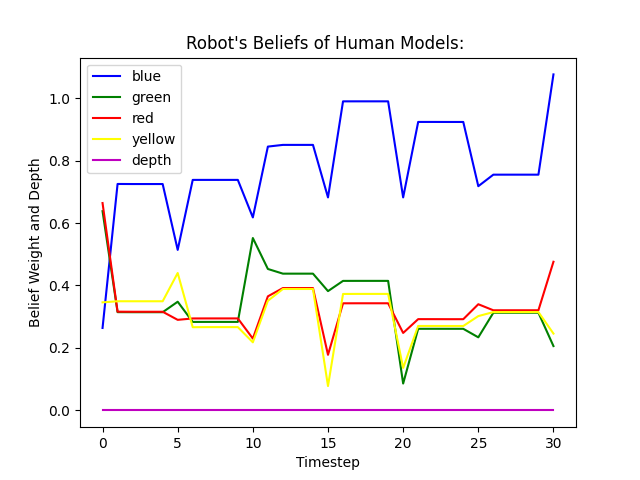 Robot's Beliefs of Human Models:
blue
green
red
yellow
depth
1.0
0.8
0.6
0.4
0.2
0.0
Belief Weight and Depth
0 5 10 15 20 25 30
Timestep